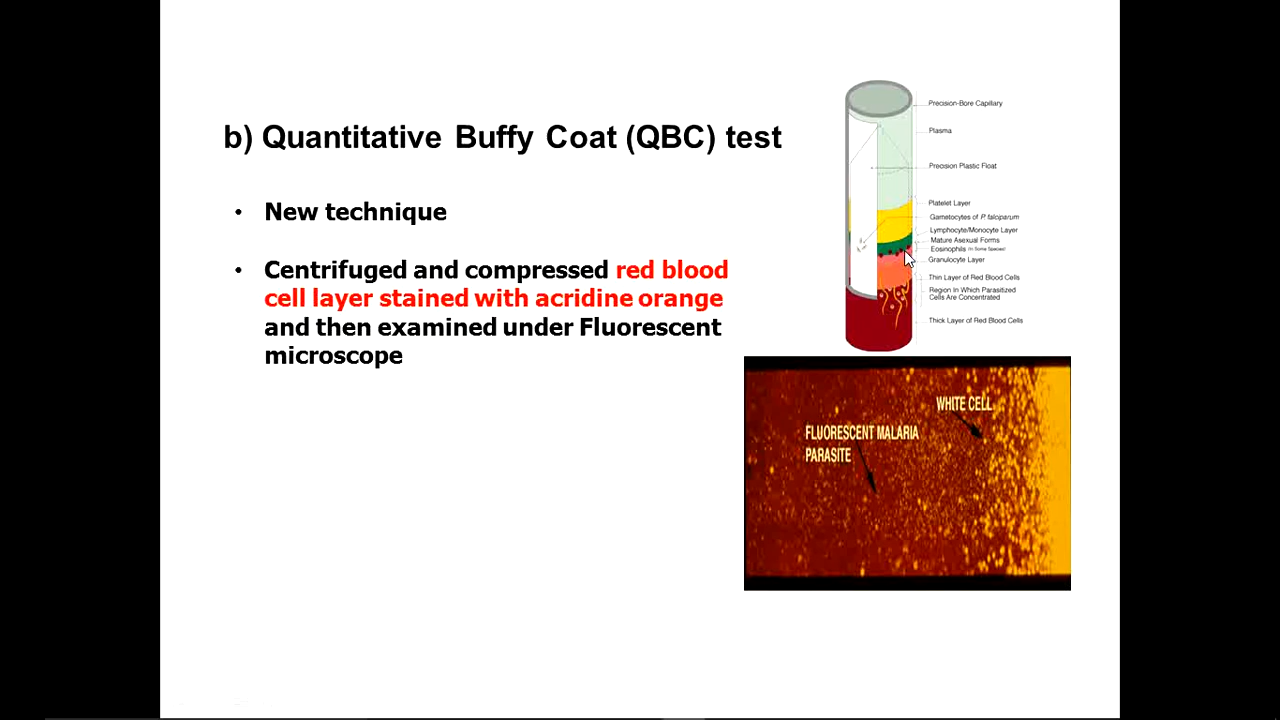 b) Quantitative Buffy Coat (QBC) test
• New technique
• Centrifuged and compressed red blood
cell layer stained with acridine orange
and then examined under Fluorescent
microscope
Precision-Bore Capillary
Plasma
Precision Plastic Float
Platelet Layer
Gametocytes of P. falciparum
Lymphocyte/Monocyte Layer
Mature Asexual Forms
Eosinophils (in Some Species)
Granulocyte Layer
Thin Layer of Red Blood Cells
Region In Which Parasitized
Cells Are Concentrated
Thick Layer of Red Blood Cells
WHITE CELL
FLUORESCENT MALARIA
PARASITE